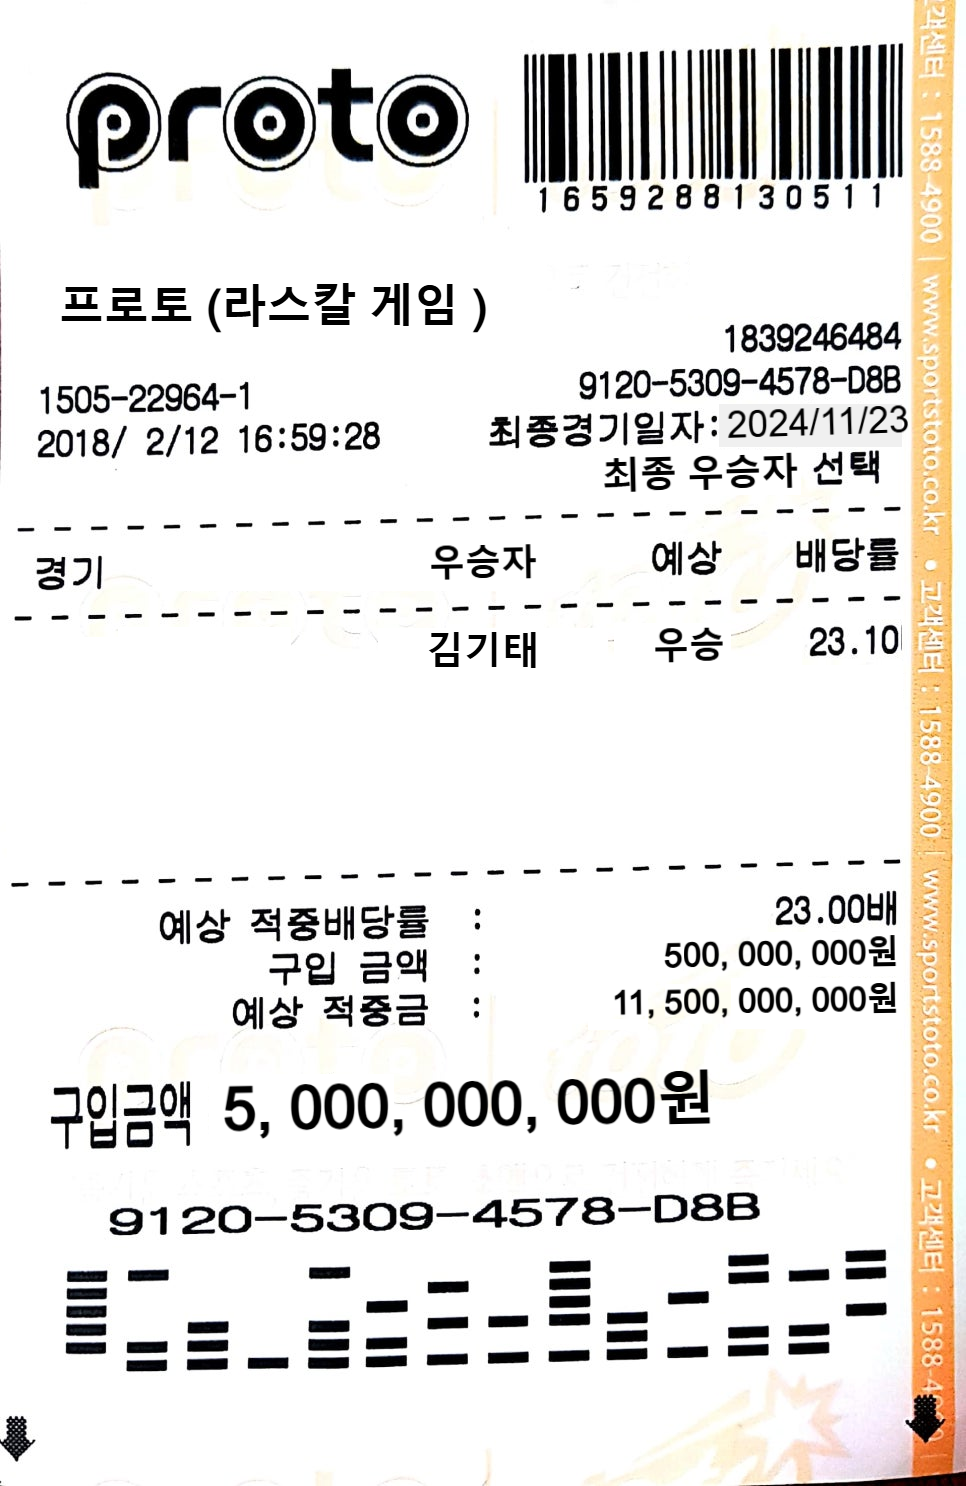 proto
1659288130511
프로토 (라스칼 게임 )
1839246484
1505-22964-1
9120-5309-4578-D8B
2018/ 2/12 16:59:28
최종경기일자: 2024/11/23
최종 우승자 선택
경기 우승자 예상 배당률
김기태 우승 23.10
예상 적중배당률 : 23.00배
구입 금액 : 500, 000, 000원
예상 적중금 : 11, 500, 000, 000원
구입금액 5, 000, 000, 000원
9120-5309-4578-D8B
객센터 : 1588-4900 | www.sportstoto.co.kr • 고객센터 : 1588-4900 | www.sportstoto.co.kr • 고객센터 : 1588-4900 |